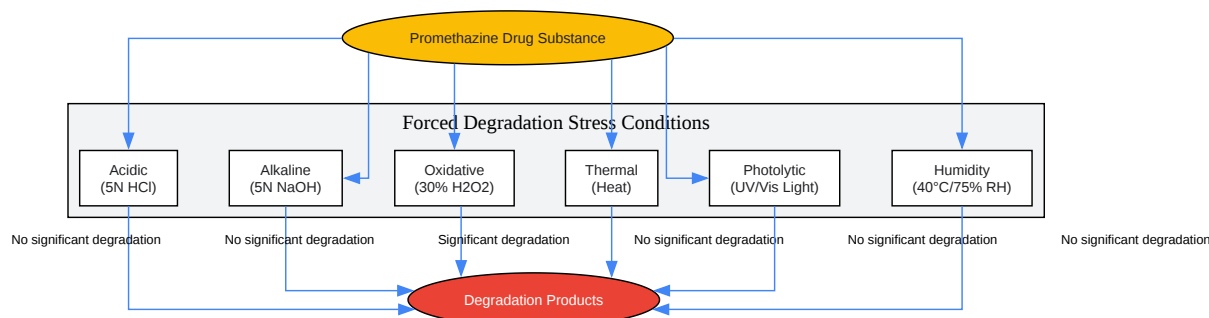 Promethazine Drug Substance
Forced Degradation Stress Conditions
Acidic
(5N HCl)
Alkaline
(5N NaOH)
Oxidative
(30% H2O2)
Thermal
(Heat)
Photolytic
(UV/Vis Light)
Humidity
(40°C/75% RH)
No significant degradation
No significant degradation
Significant degradation
No significant degradation
No significant degradation
No significant degradation
Degradation Products